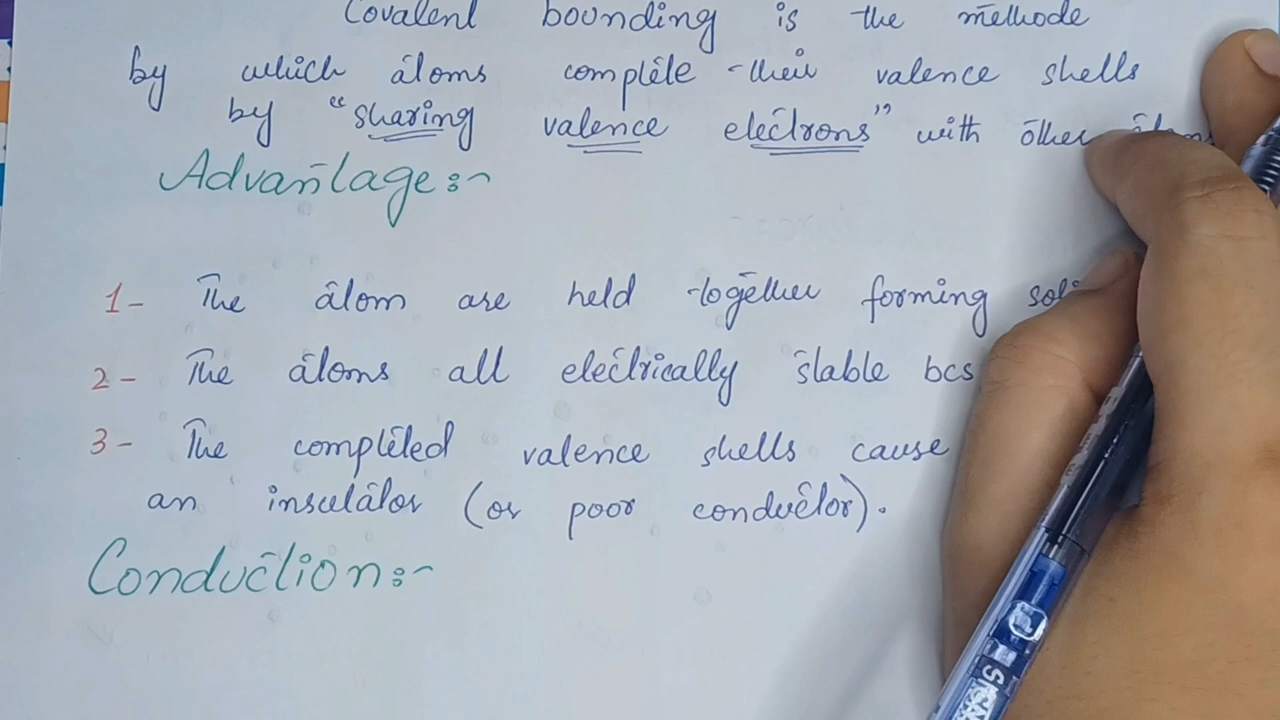 Covalent bounding is the methode
by which atoms complete their valence shells
by "sharing valence electrons" with other
Advantage:-
1- The atom are held together forming
2- The atoms all electrically stable bcs
3- The completed valence shells cause
an insulator (or poor conductor).
Conduction:-